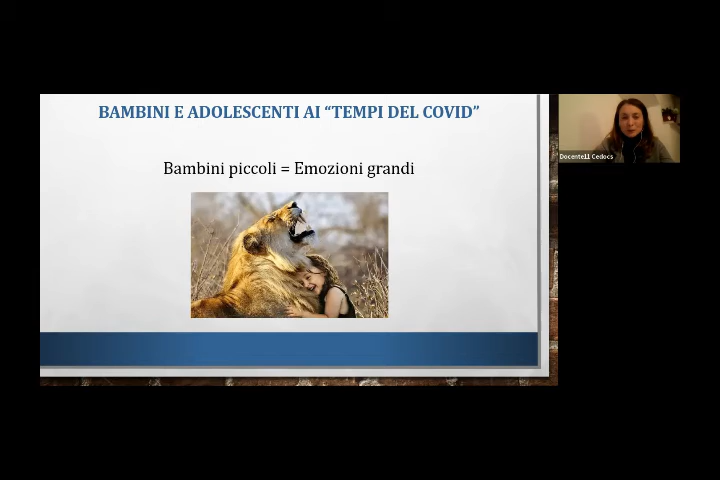 BAMBINI E ADOLESCENTI AI “TEMPI DEL COVID”
Bambini piccoli = Emozioni grandi
Docente11 Cedocs